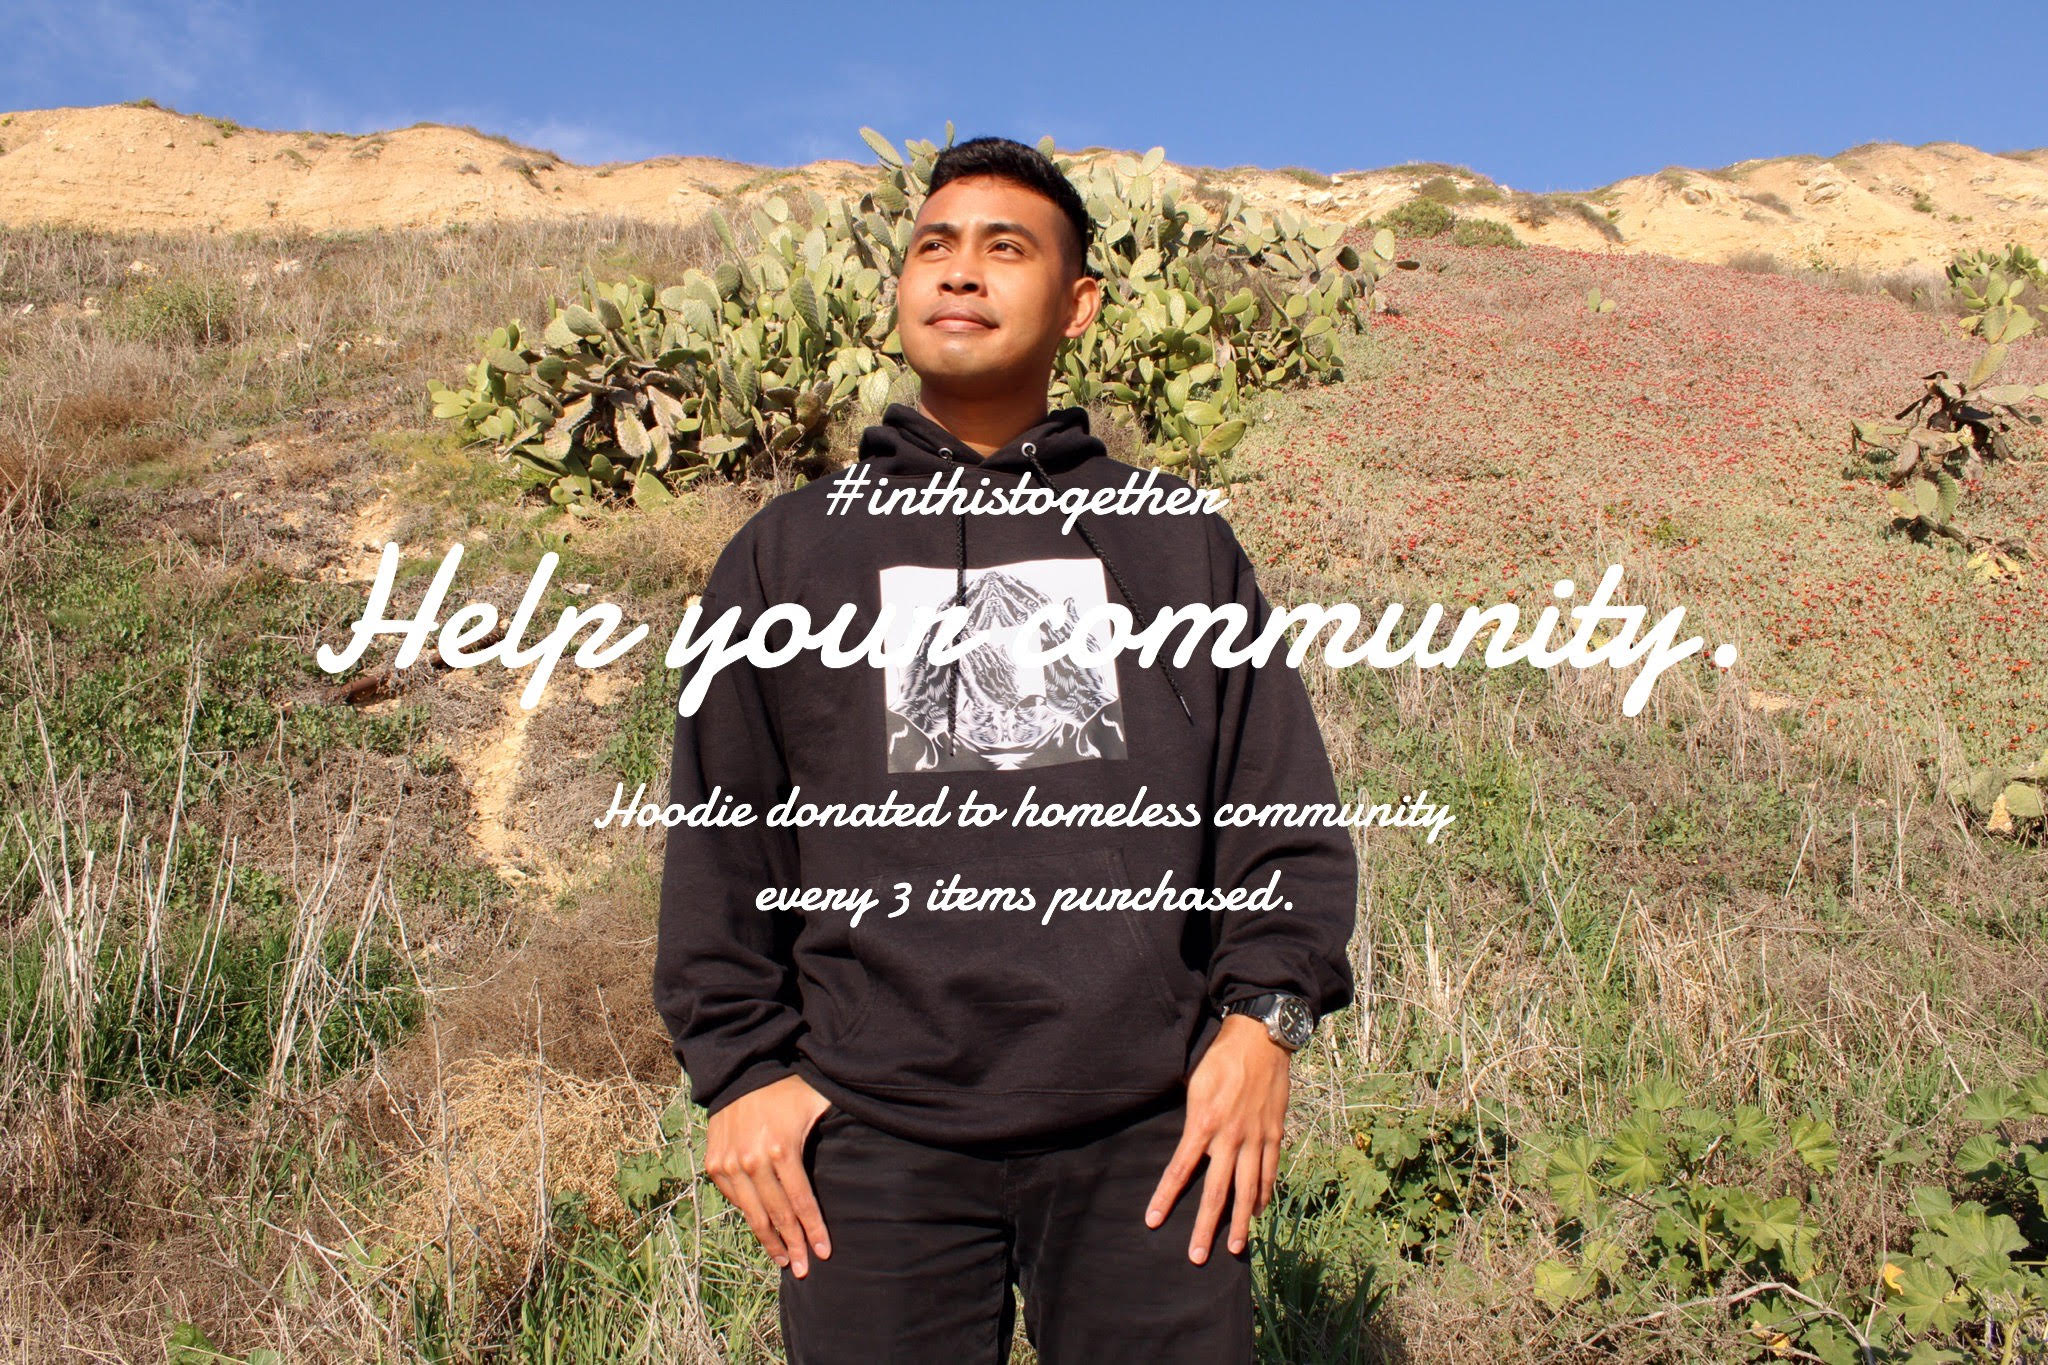 #inthistogether
Help your community.
Hoodie donated to homeless community
every 3 items purchased.